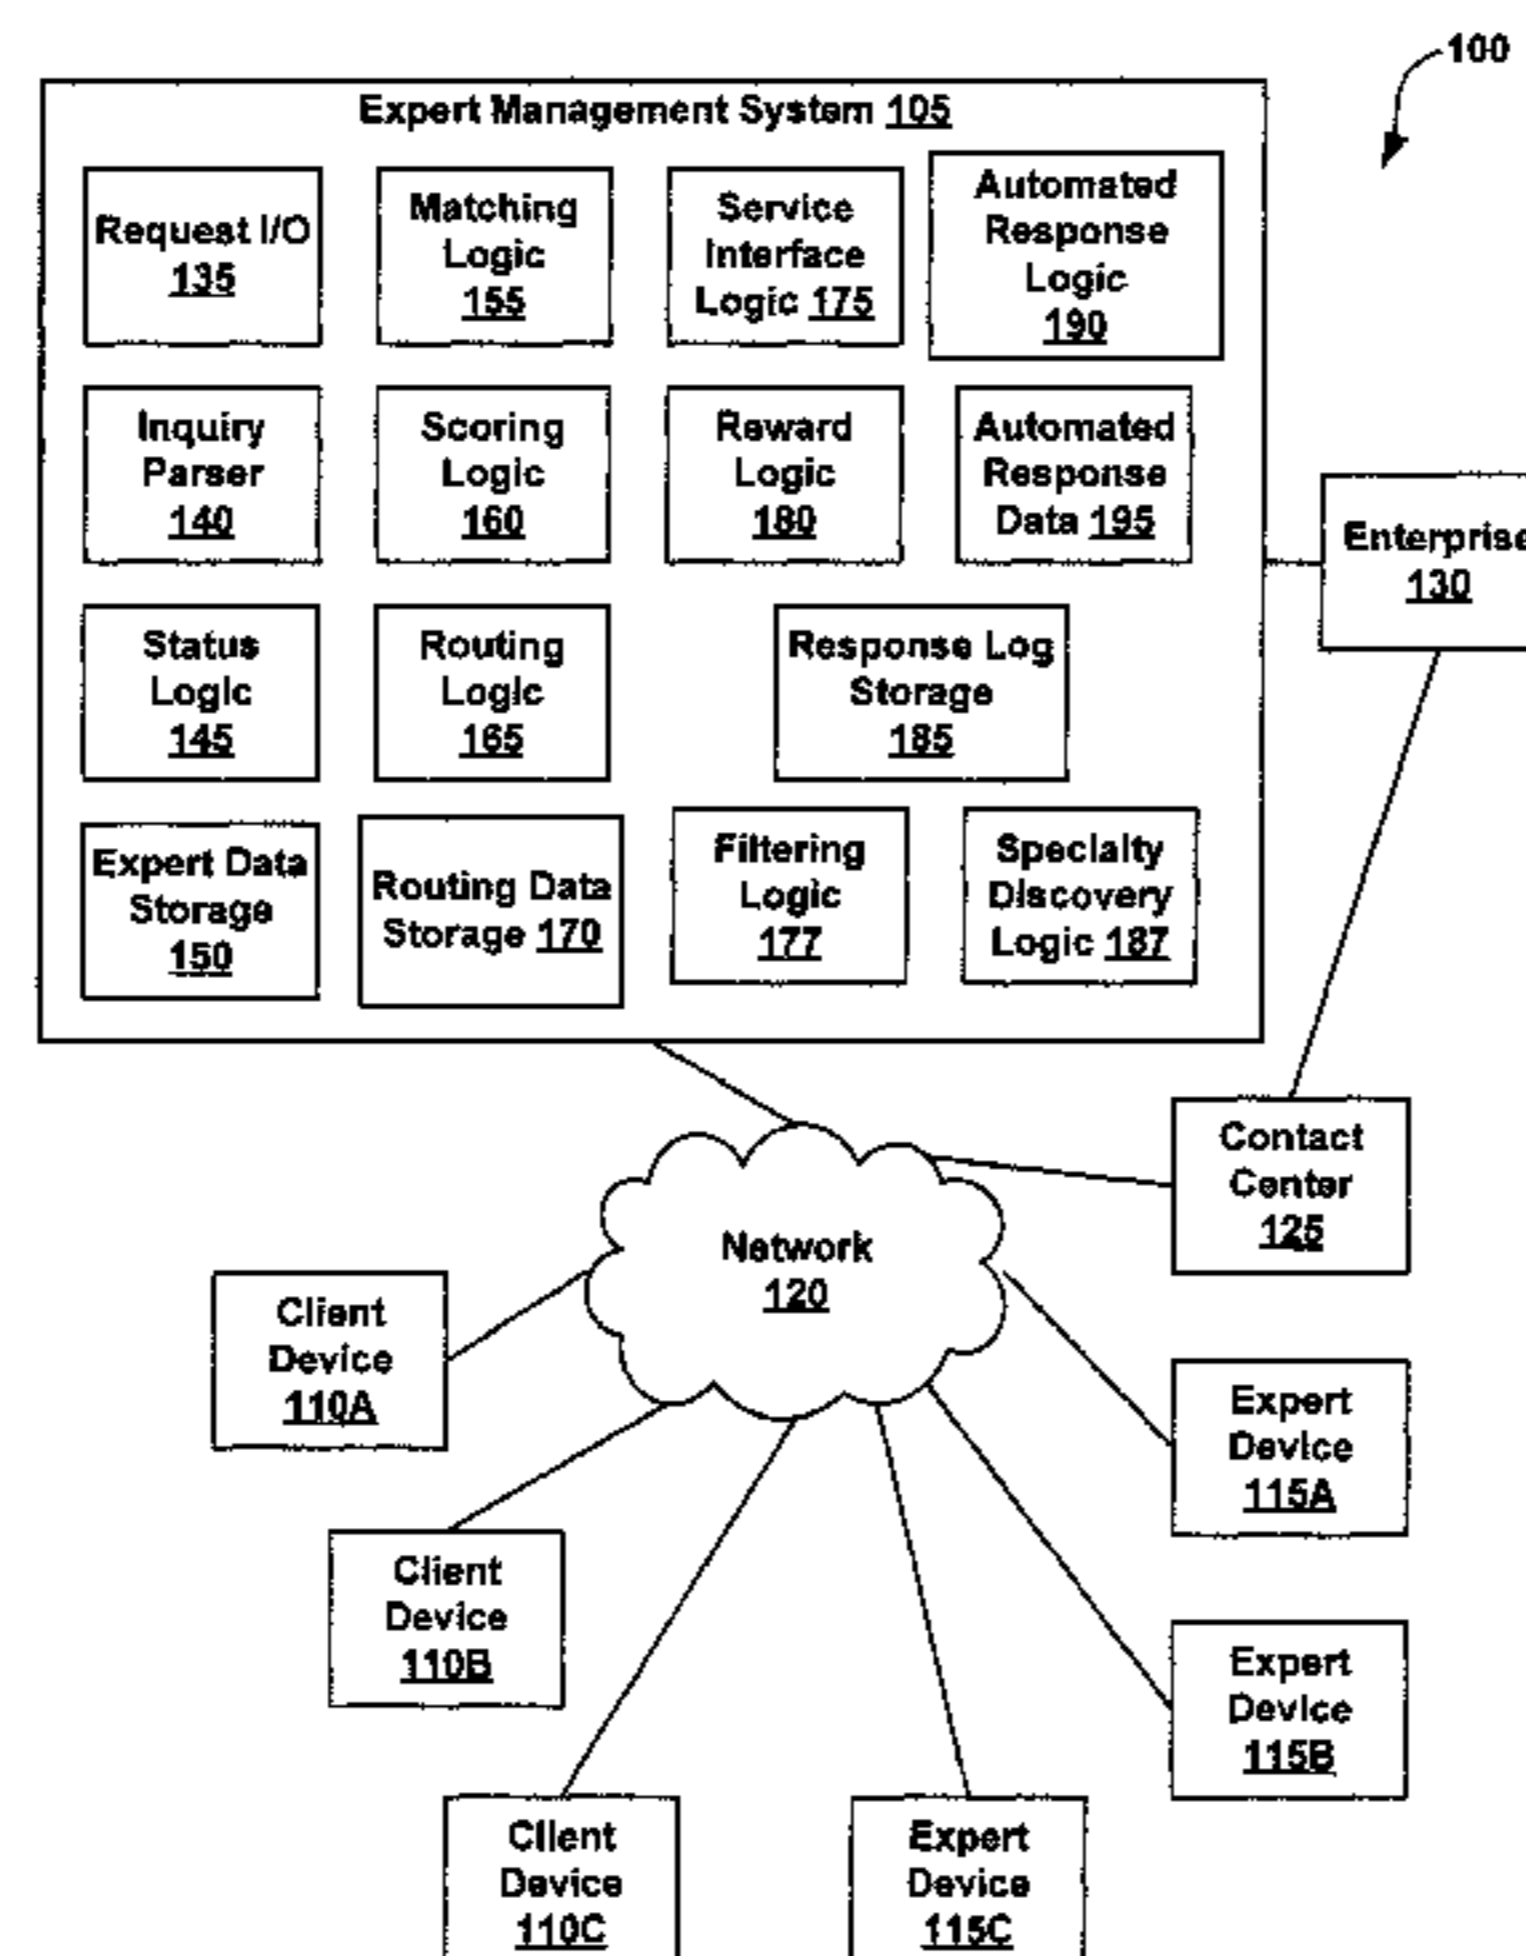 100
Expert Management System 105
Request I/O
135
Matching
Logic
155
Service
Interface
Logic 175
Automated
Response
Logic
190
Inquiry
Parser
140
Scoring
Logic
160
Reward
Logic
180
Automated
Response
Data 195
Enterprise
130
Status
Logic
145
Routing
Logic
165
Response Log
Storage
185
Expert Data
Storage
150
Routing Data
Storage 170
Filtering
Logic
177
Specialty
Discovery
Logic 187
Contact
Center
125
Network
120
Client
Device
110A
Expert
Device
115A
Client
Device
110B
Expert
Device
115B
Client
Device
110C
Expert
Device
115C